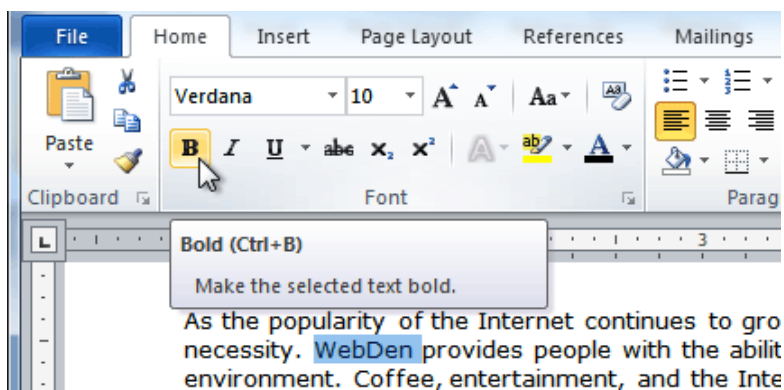 File Home Insert Page Layout References Mailings
Verdana 10 A A Aa
Paste B I U abc x₂ x² A ab A
Clipboard Font Parag
L 3
Bold (Ctrl+B)
Make the selected text bold.
As the popularity of the Internet continues to gro
necessity. WebDen provides people with the abilit
environment. Coffee, entertainment, and the Inte